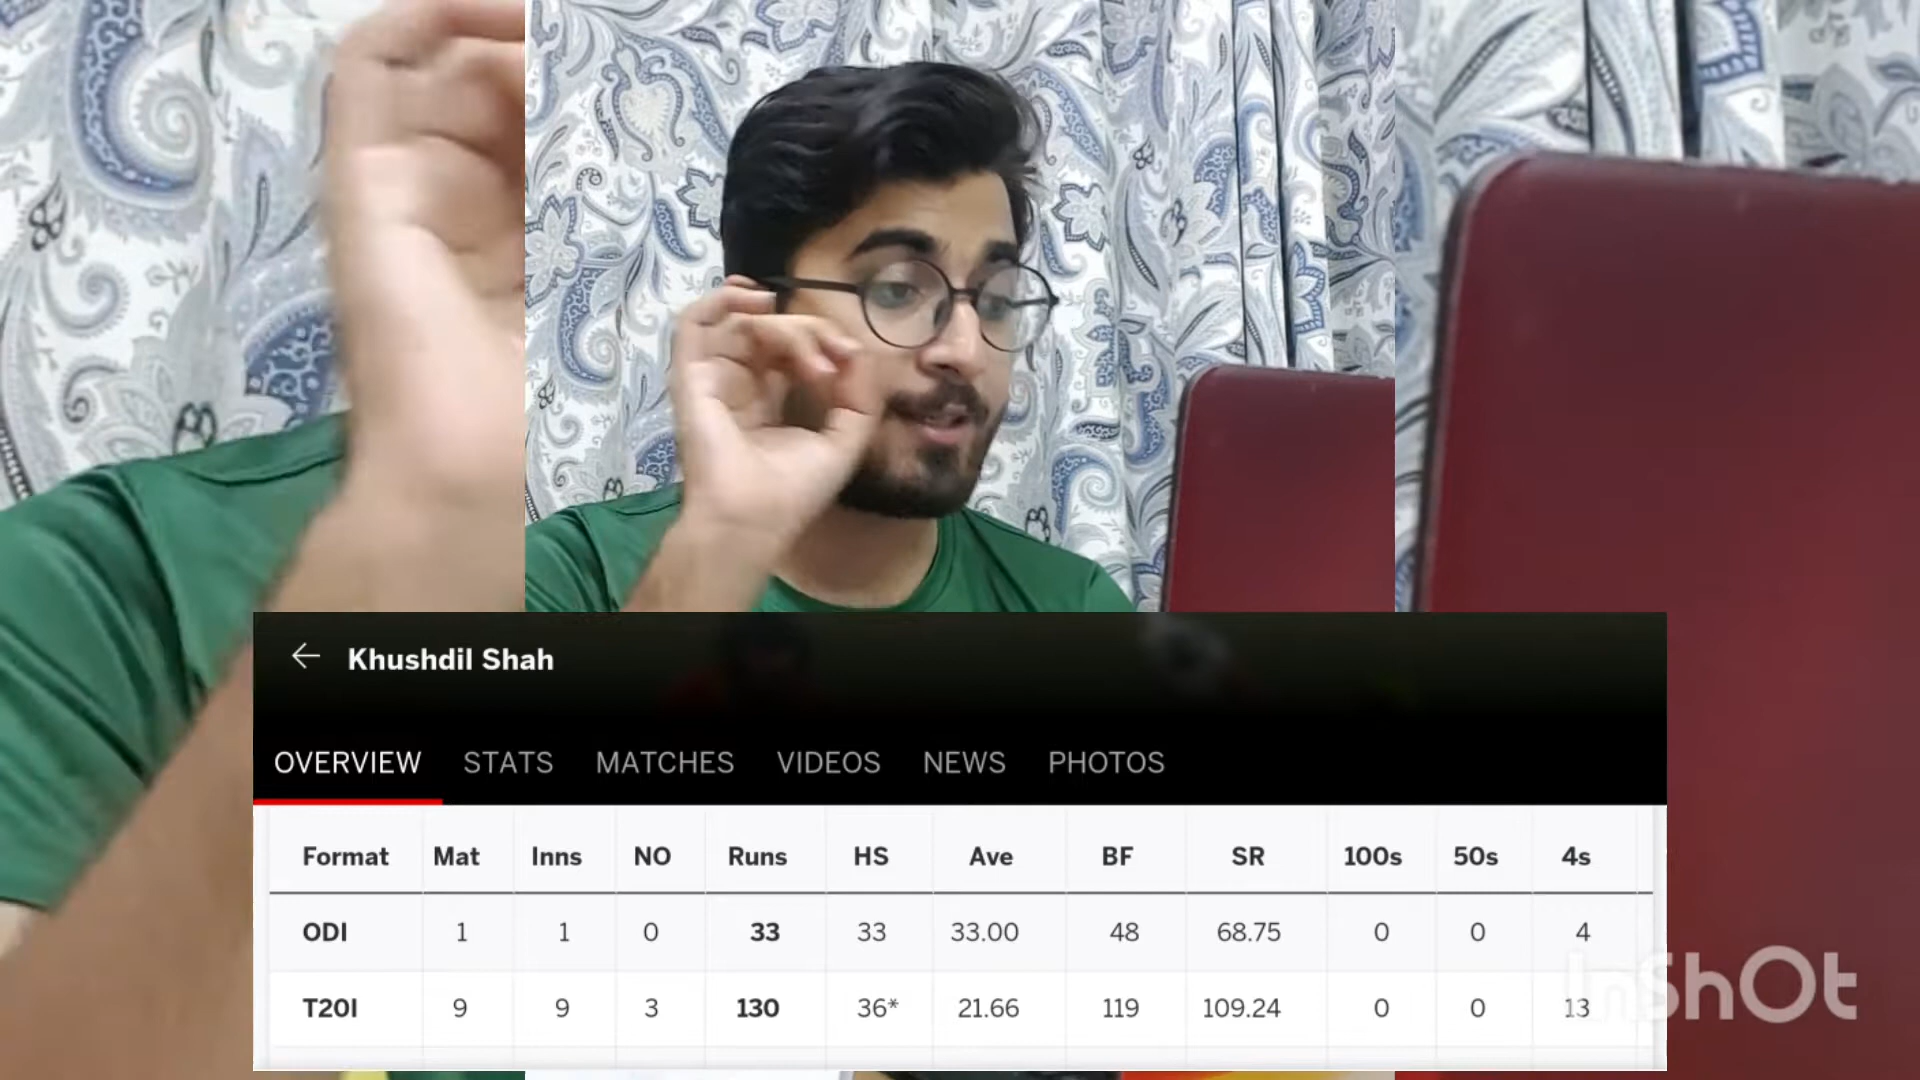 ← Khushdil Shah
OVERVIEW STATS MATCHES VIDEOS NEWS PHOTOS
Format Mat Inns NO Runs HS Ave BF SR 100s 50s 4s
ODI 1 1 0 33 33 33.00 48 68.75 0 0 4
T20I 9 9 3 130 36* 21.66 119 109.24 0 0 13
InShOt